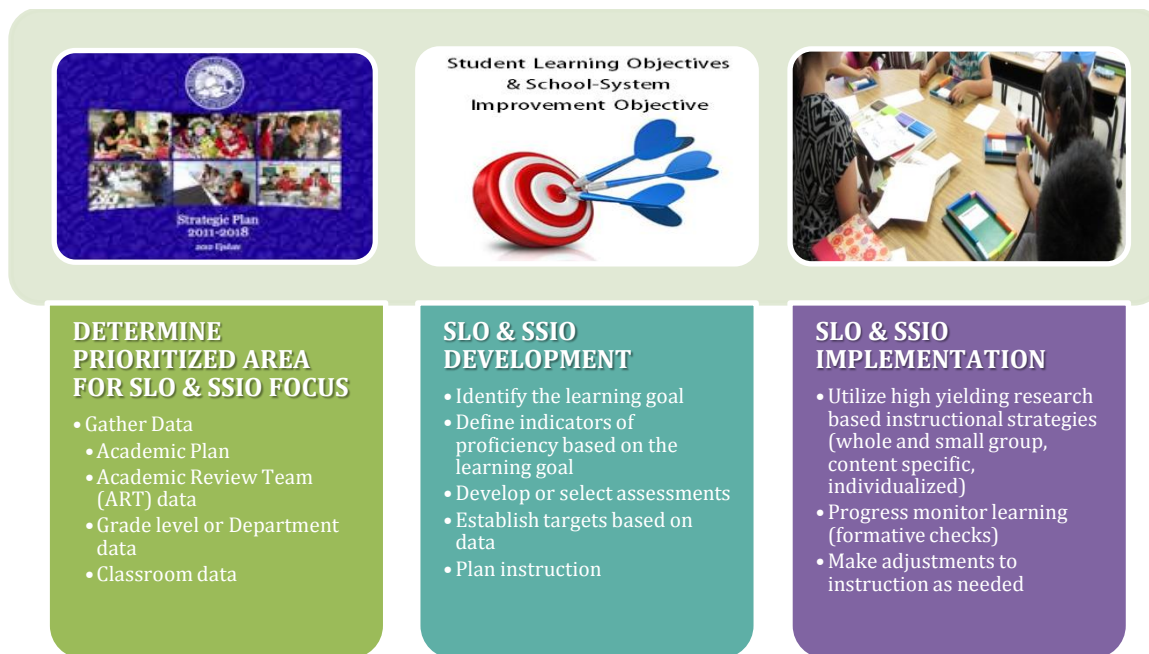 Strategic Plan
2011-2018
2012 Update
Student Learning Objectives
& School-System
Improvement Objective
DETERMINE
PRIORITIZED AREA
FOR SLO & SSIO FOCUS
• Gather Data
• Academic Plan
• Academic Review Team
(ART) data
• Grade level or Department
data
• Classroom data
SLO & SSIO
DEVELOPMENT
• Identify the learning goal
• Define indicators of
proficiency based on the
learning goal
• Develop or select assessments
• Establish targets based on
data
• Plan instruction
SLO & SSIO
IMPLEMENTATION
• Utilize high yielding research
based instructional strategies
(whole and small group,
content specific,
individualized)
• Progress monitor learning
(formative checks)
• Make adjustments to
instruction as needed